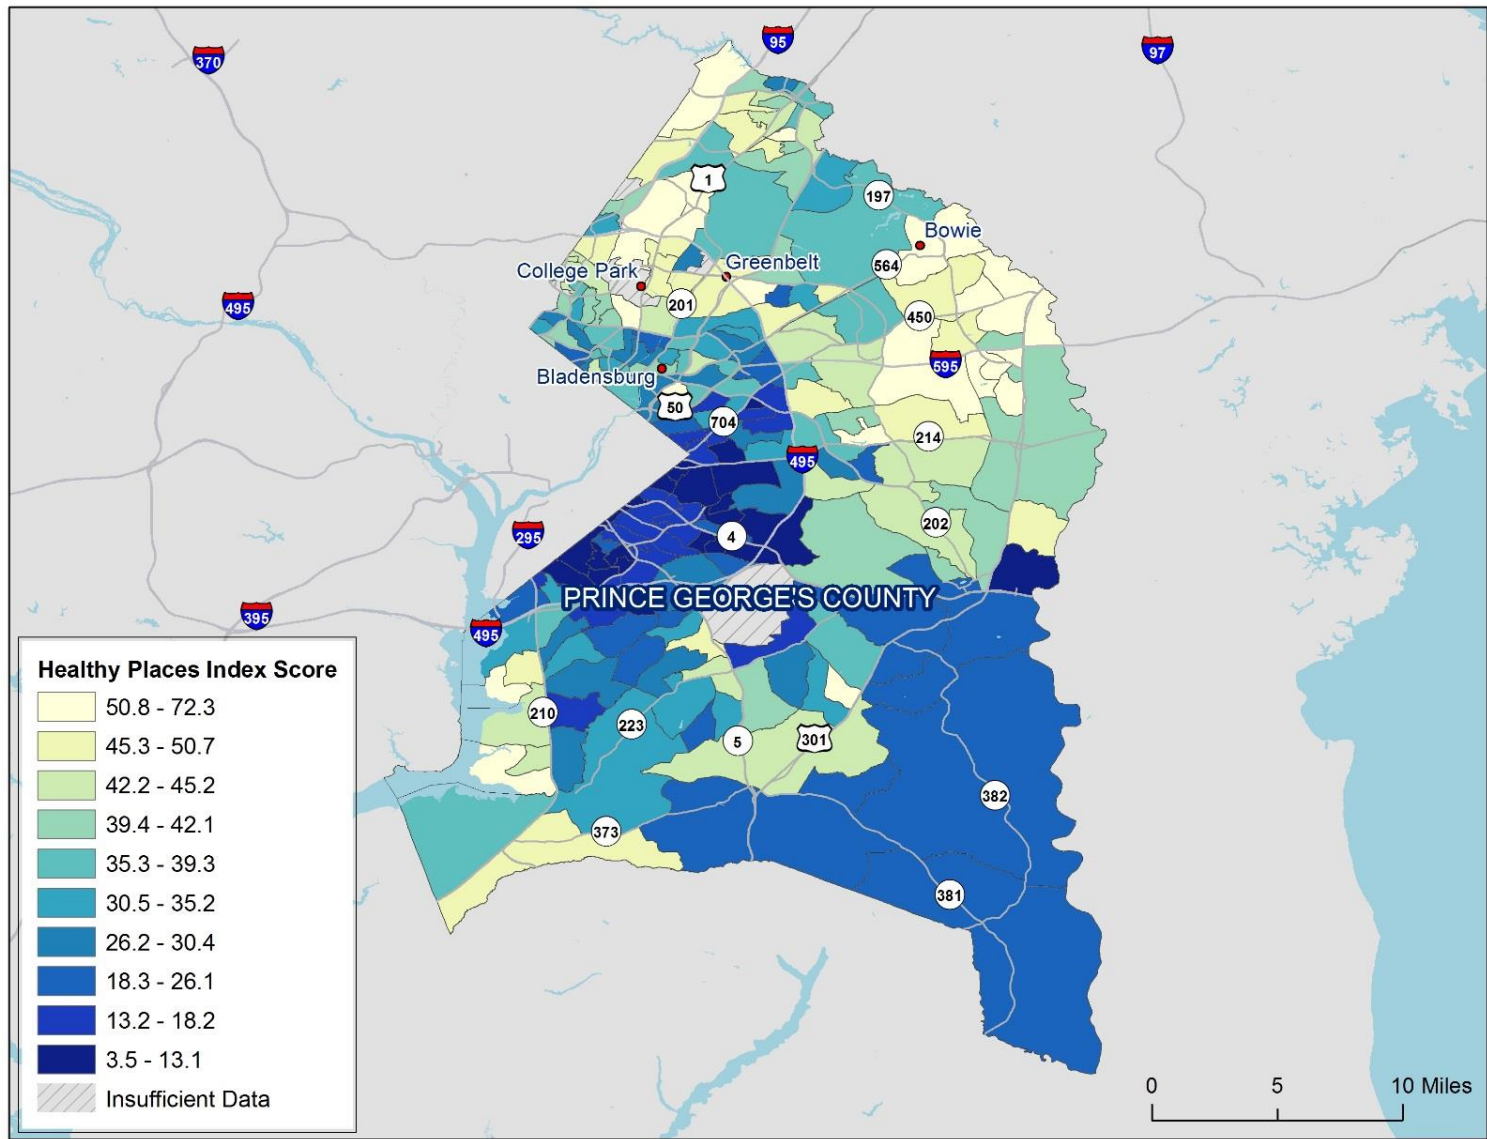 95
97
370
1
197
Bowie
564
Greenbelt
College Park
495
201
450
595
Bladensburg
50
704
214
495
202
295
4
PRINCE GEORGE'S COUNTY
395
495
Healthy Places Index Score
50.8 - 72.3
45.3 - 50.7
42.2 - 45.2
39.4 - 42.1
35.3 - 39.3
30.5 - 35.2
26.2 - 30.4
18.3 - 26.1
13.2 - 18.2
3.5 - 13.1
Insufficient Data
210
223
5
301
382
373
381
0 5 10 Miles